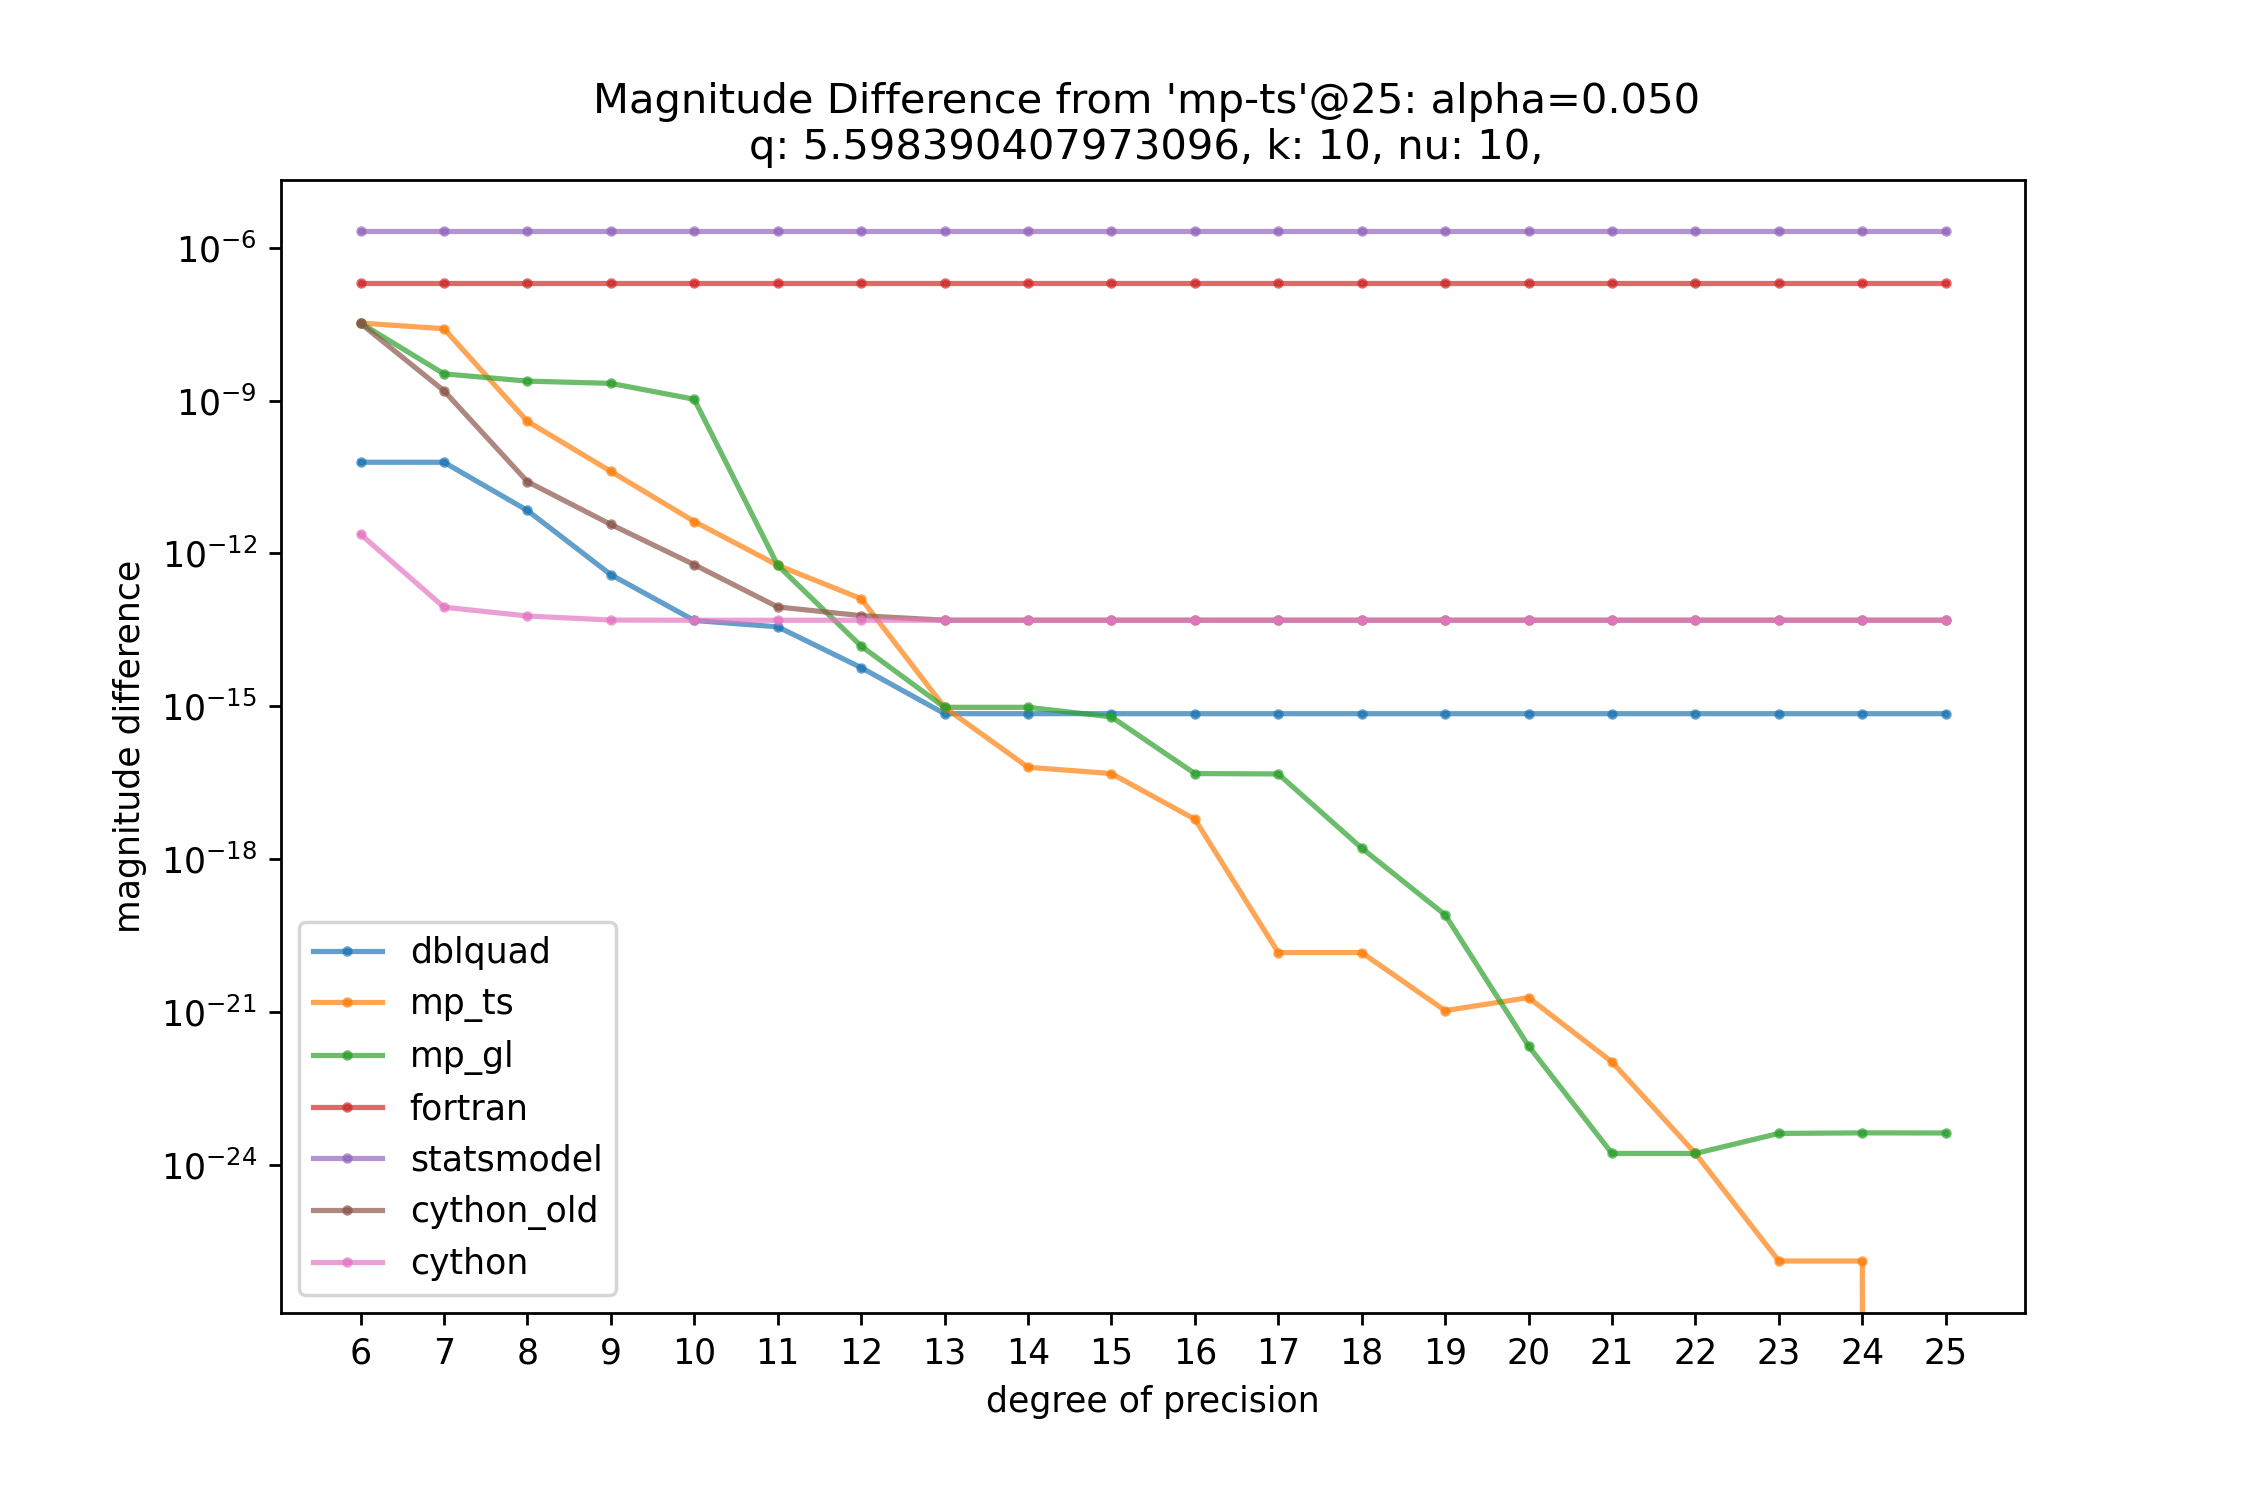 Magnitude Difference from 'mp-ts'@25: alpha=0.050
q: 5.598390407973096, k: 10, nu: 10,
magnitude difference
10⁻⁶
10⁻⁹
10⁻¹²
10⁻¹⁵
10⁻¹⁸
10⁻²¹
10⁻²⁴
dblquad
mp_ts
mp_gl
fortran
statsmodel
cython_old
cython
6 7 8 9 10 11 12 13 14 15 16 17 18 19 20 21 22 23 24 25
degree of precision